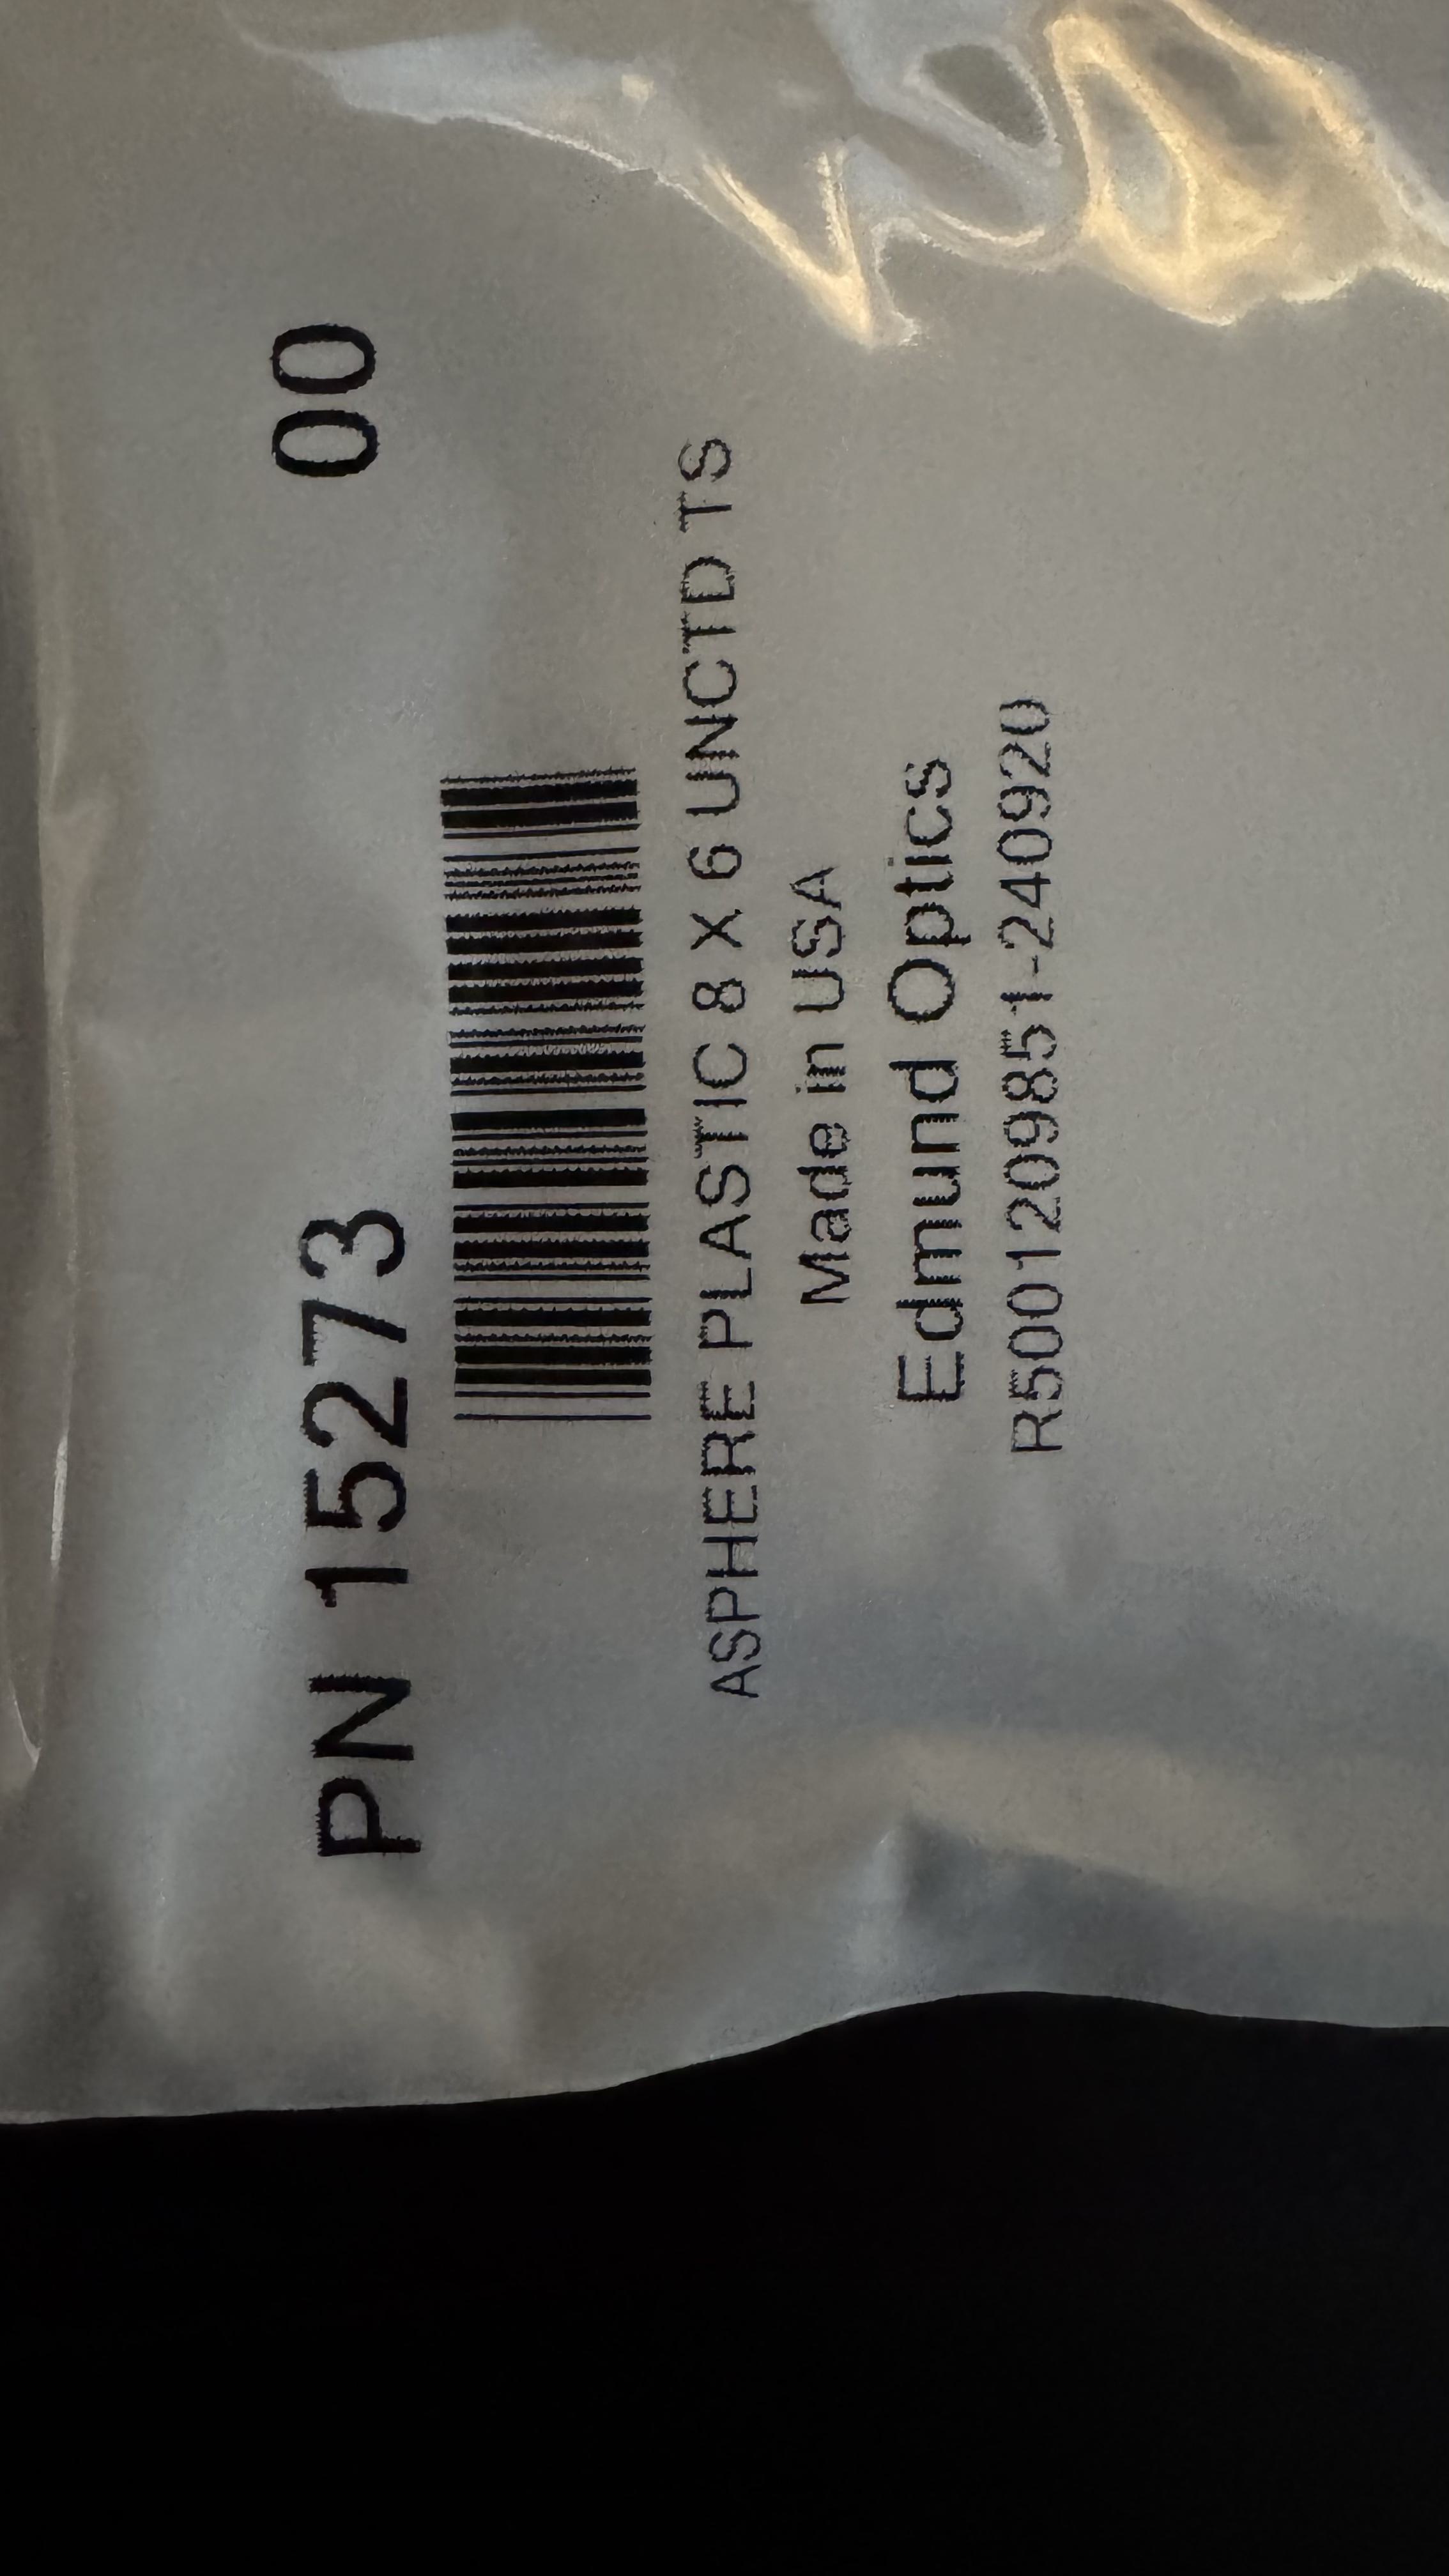 PN 15273 00
ASPHERE PLASTIC 8 X 6 UNCTD TS
Made in USA
Edmund Optics
R5001209851-240920